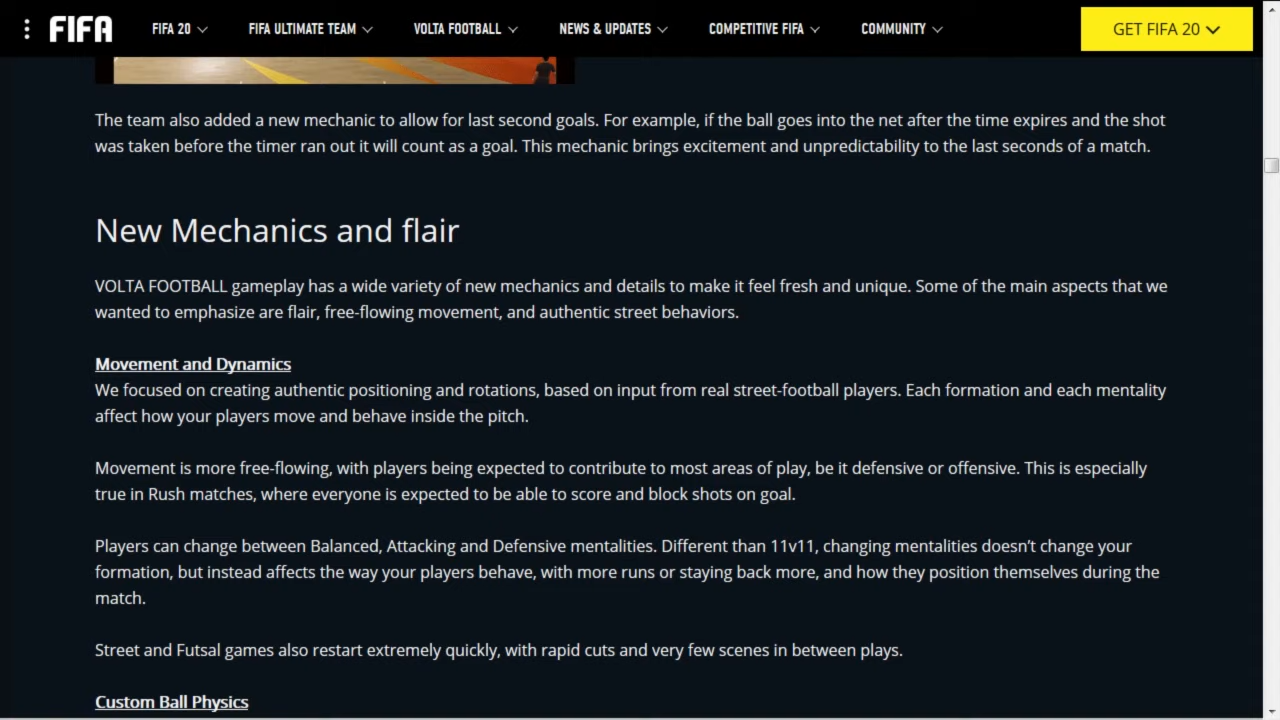 FIFA
FIFA 20
FIFA ULTIMATE TEAM
VOLTA FOOTBALL
NEWS & UPDATES
COMPETITIVE FIFA
COMMUNITY
GET FIFA 20
The team also added a new mechanic to allow for last second goals. For example, if the ball goes into the net after the time expires and the shot
was taken before the timer ran out it will count as a goal. This mechanic brings excitement and unpredictability to the last seconds of a match.
New Mechanics and flair
VOLTA FOOTBALL gameplay has a wide variety of new mechanics and details to make it feel fresh and unique. Some of the main aspects that we
wanted to emphasize are flair, free-flowing movement, and authentic street behaviors.
Movement and Dynamics
We focused on creating authentic positioning and rotations, based on input from real street-football players. Each formation and each mentality
affect how your players move and behave inside the pitch.
Movement is more free-flowing, with players being expected to contribute to most areas of play, be it defensive or offensive. This is especially
true in Rush matches, where everyone is expected to be able to score and block shots on goal.
Players can change between Balanced, Attacking and Defensive mentalities. Different than 11v11, changing mentalities doesn't change your
formation, but instead affects the way your players behave, with more runs or staying back more, and how they position themselves during the
match.
Street and Futsal games also restart extremely quickly, with rapid cuts and very few scenes in between plays.
Custom Ball Physics